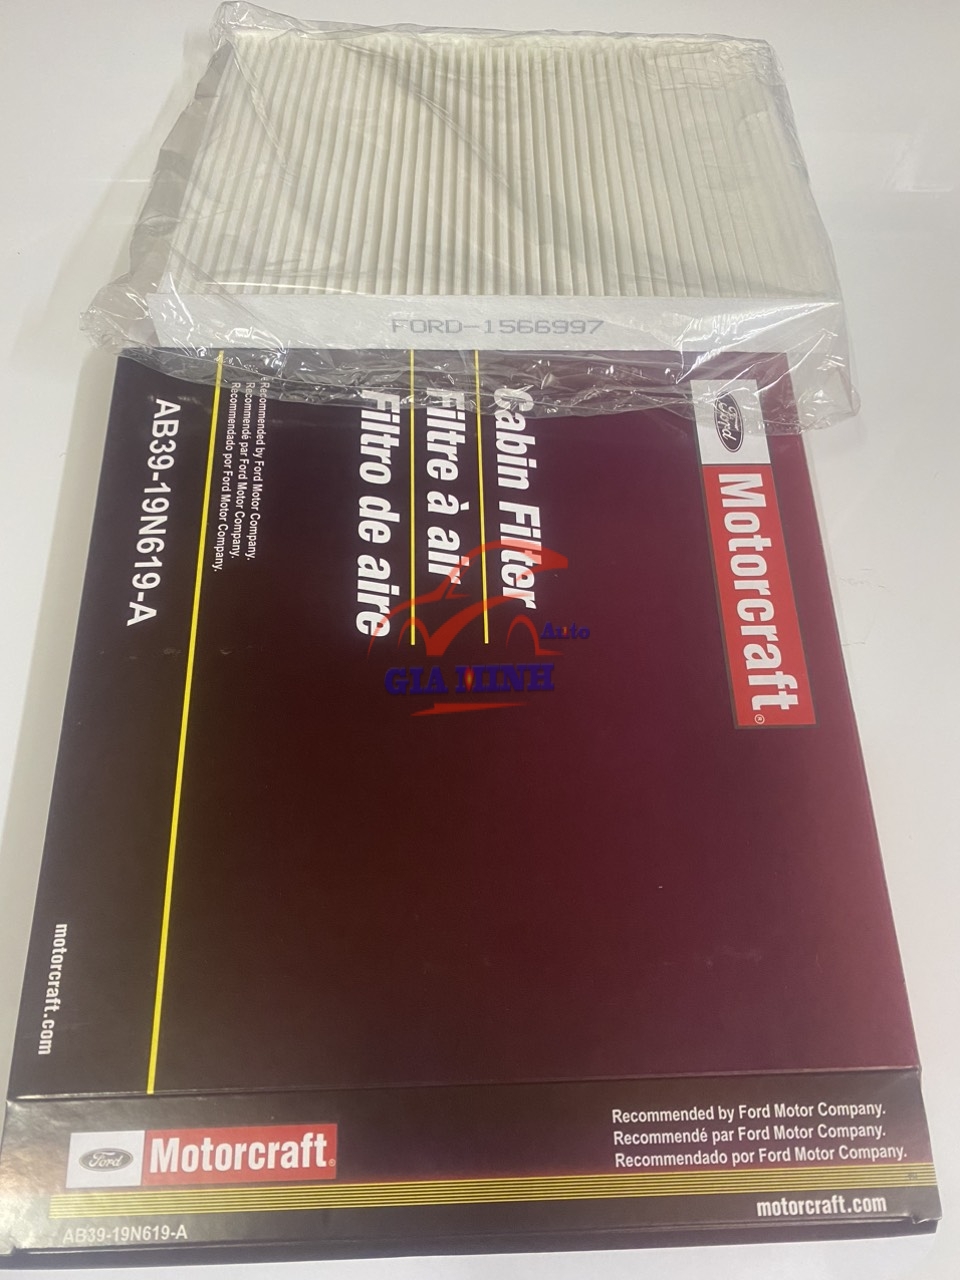 FORD-1566997
Ford
Motorcraft®
Cabin Filter
Filtre à air
Filtro de aire
Recommended by Ford Motor Company.
Recommendé par Ford Motor Company.
Recommendado por Ford Motor Company.
AB39-19N619-A
motorcraft.com
Auto
GIA HINH
Ford
Motorcraft®
Recommended by Ford Motor Company.
Recommendé par Ford Motor Company.
Recommendado por Ford Motor Company.
motorcraft.com
AB39-19N619-A